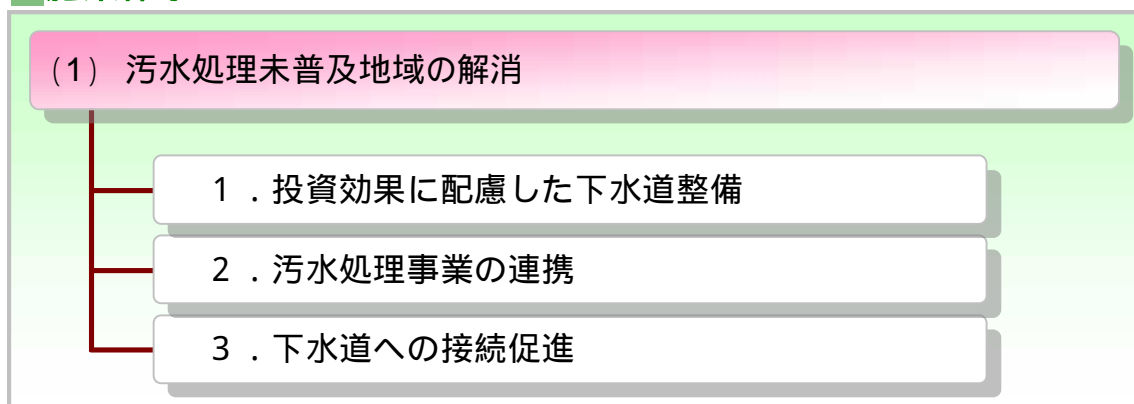 (1) 汚水処理未普及地域の解消
1．投資効果に配慮した下水道整備
2．汚水処理事業の連携
3．下水道への接続促進